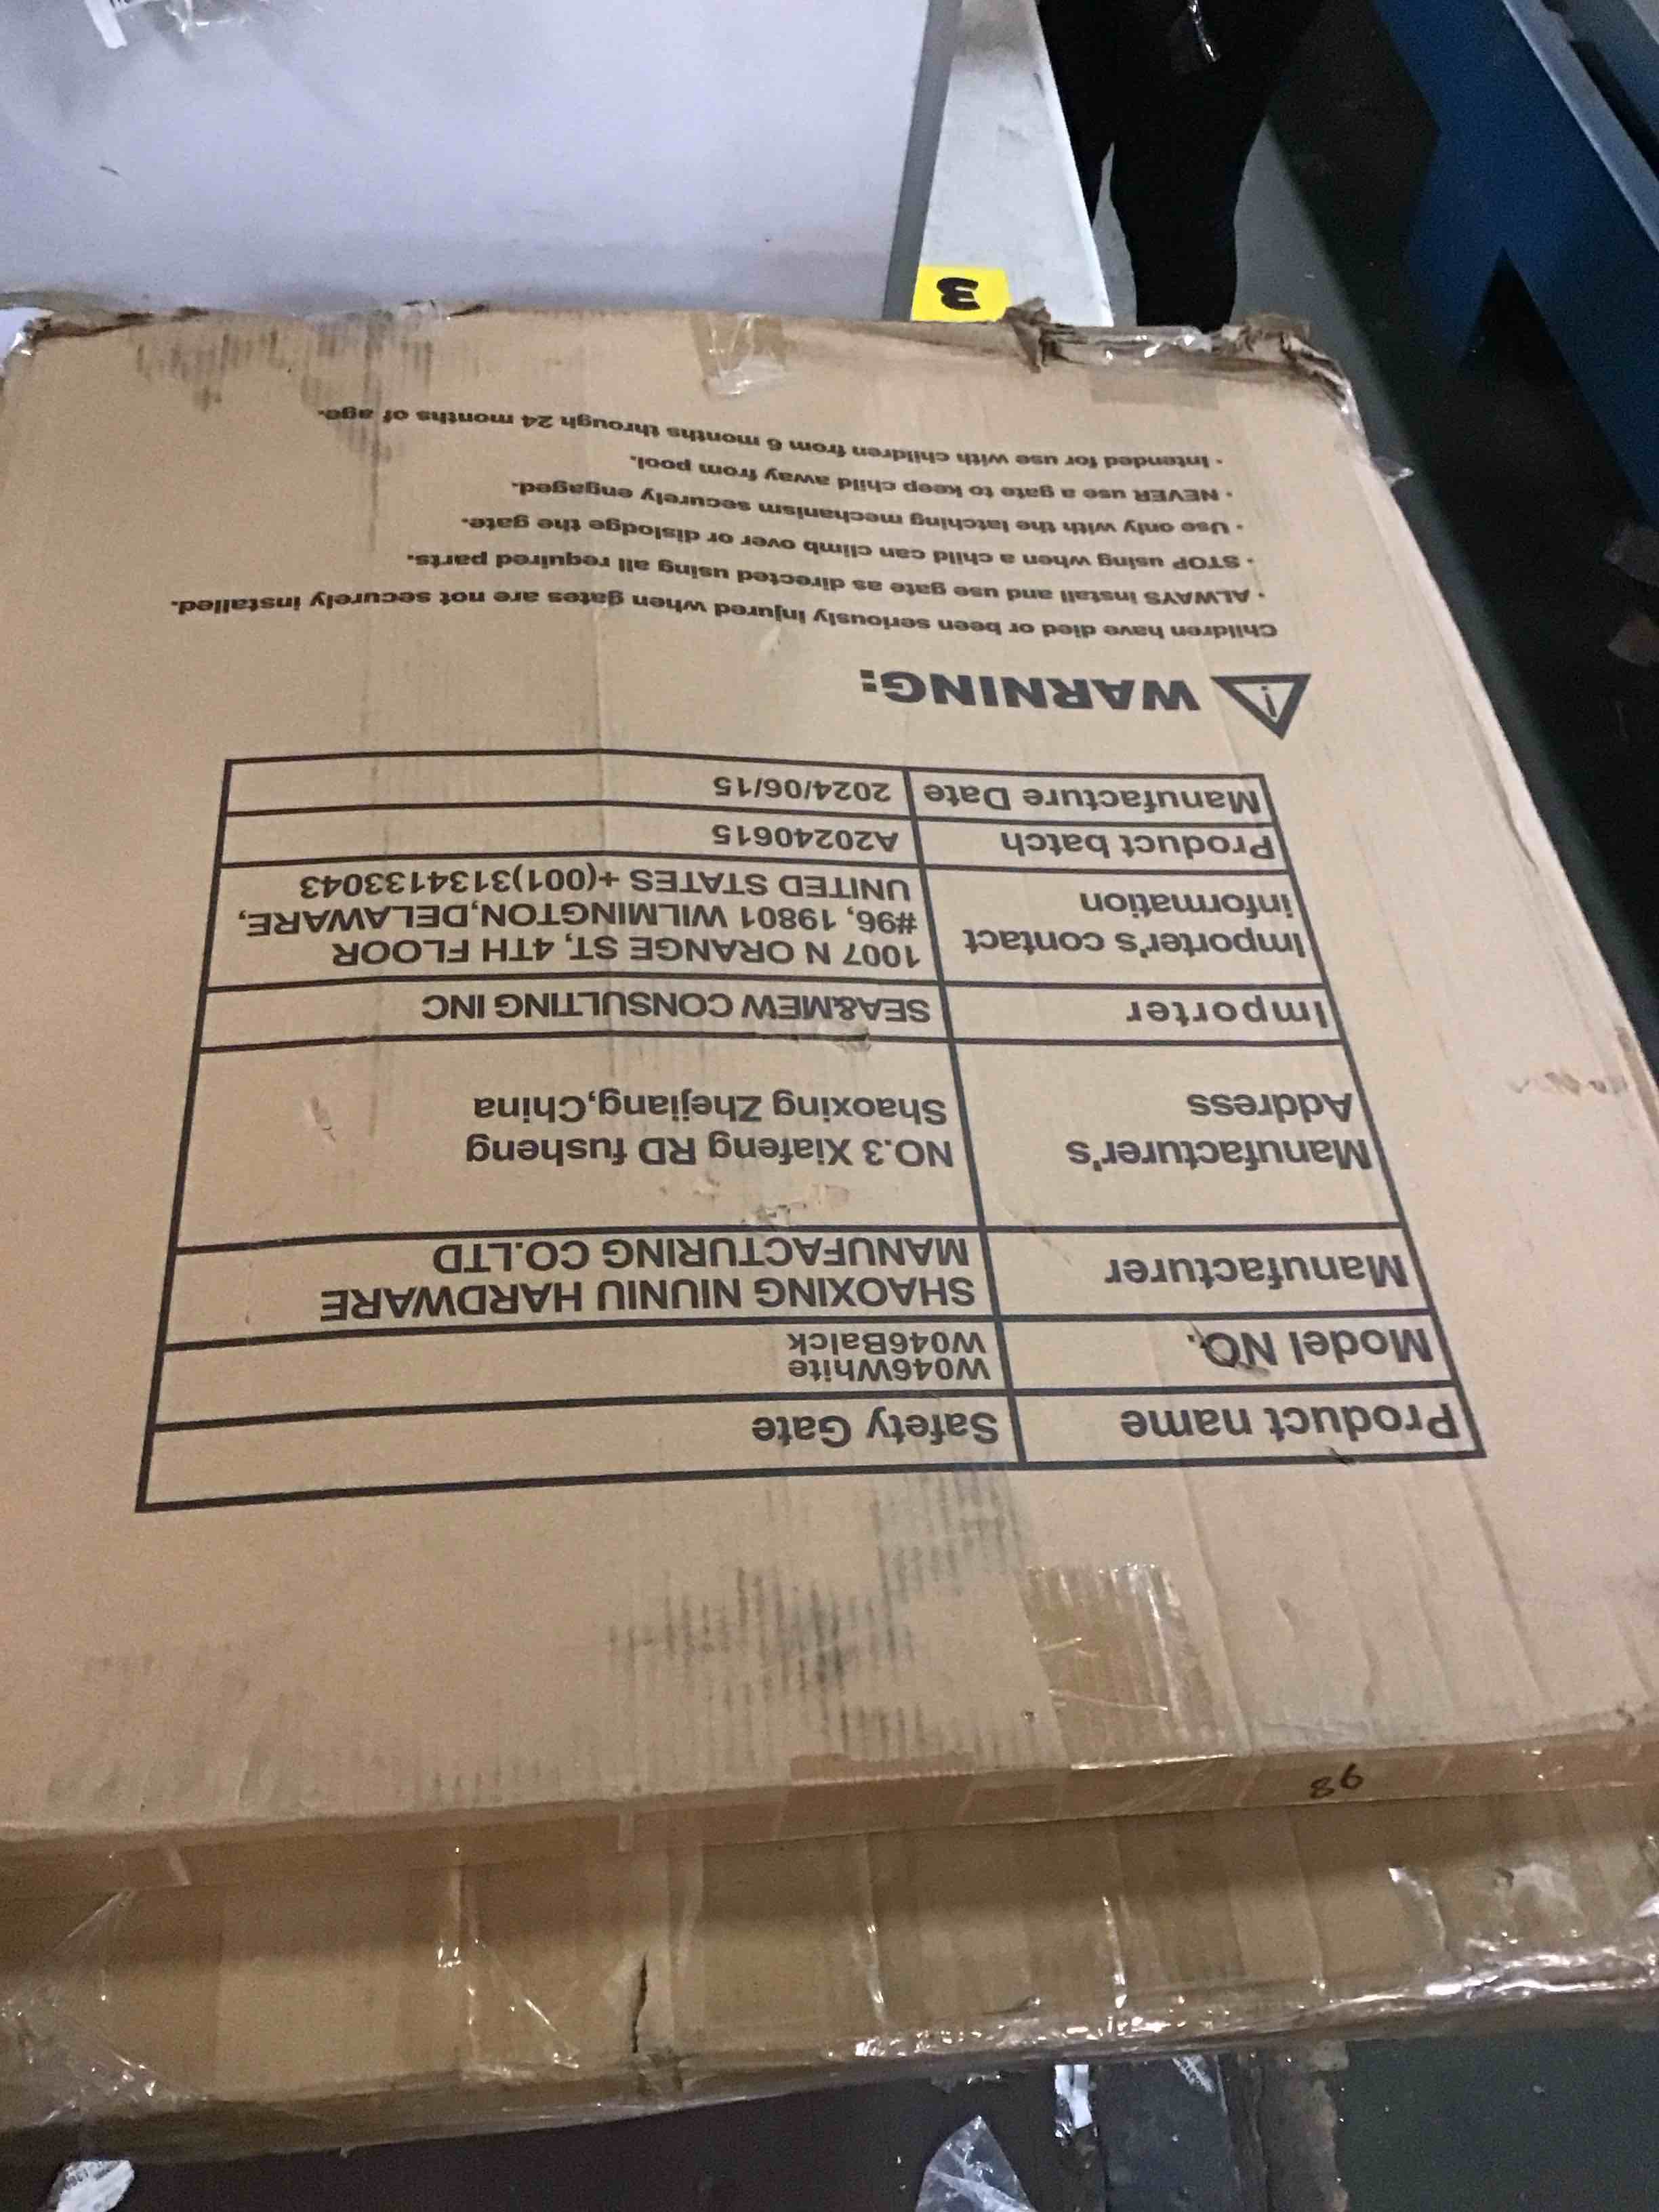 Product name Safety Gate
Model NO. W046White
W046Balck
Manufacturer SHAOXING NIUNIU HARDWARE
MANUFACTURING CO.LTD
Manufacturer's NO.3 Xiafeng RD fusheng
Address Shaoxing Zhejiang,China
Importer SEA&MEW CONSULTING INC
Importer's contact 1007 N ORANGE ST, 4TH FLOOR
information #96, 19801 WILMINGTON,DELAWARE,
UNITED STATES +(001)3134133043
Product batch A20240615
Manufacture Date 2024/06/15
WARNING:
Children have died or been seriously injured when gates are not securely installed.
· ALWAYS install and use gate as directed using all required parts.
· STOP using when a child can climb over or dislodge the gate.
· Use only with the latching mechanism securely engaged.
· NEVER use a gate to keep child away from pool.
· Intended for use with children from 6 months through 24 months of age.
3